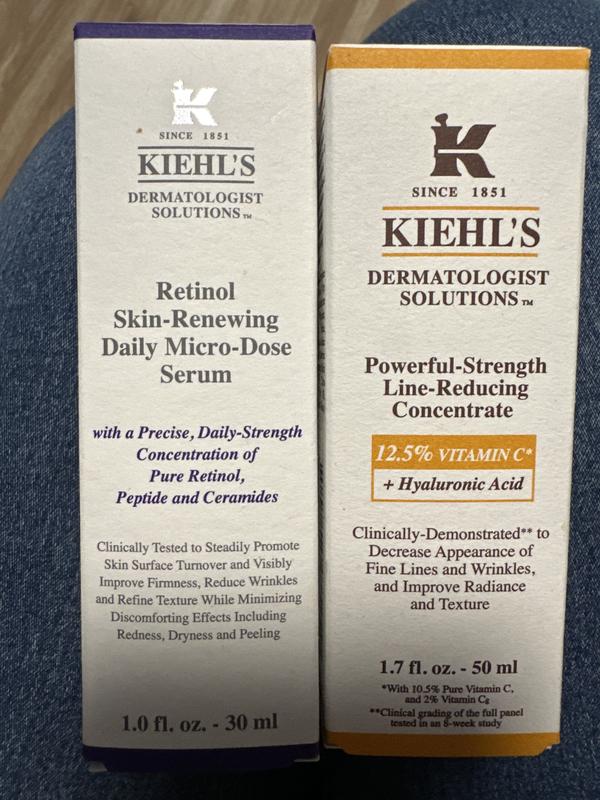 K
SINCE 1851
KIEHL'S
DERMATOLOGIST
SOLUTIONS™
Retinol
Skin-Renewing
Daily Micro-Dose
Serum
with a Precise, Daily-Strength
Concentration of
Pure Retinol,
Peptide and Ceramides
Clinically Tested to Steadily Promote
Skin Surface Turnover and Visibly
Improve Firmness, Reduce Wrinkles
and Refine Texture While Minimizing
Discomforting Effects Including
Redness, Dryness and Peeling
1.0 fl. oz. - 30 ml
K
SINCE 1851
KIEHL'S
DERMATOLOGIST
SOLUTIONS™
Powerful-Strength
Line-Reducing
Concentrate
12.5% VITAMIN C*
+ Hyaluronic Acid
Clinically-Demonstrated** to
Decrease Appearance of
Fine Lines and Wrinkles,
and Improve Radiance
and Texture
1.7 fl. oz. - 50 ml
*With 10.5% Pure Vitamin C,
and 2% Vitamin Cg
**Clinical grading of the full panel
tested in an 8-week study